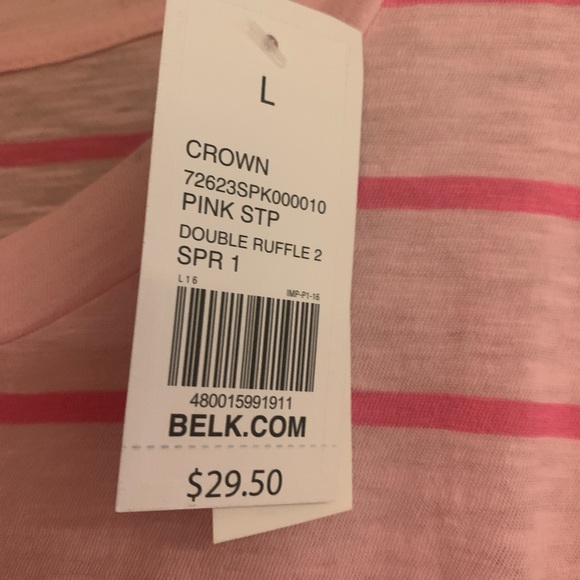 L
CROWN
72623SPK000010
PINK STP
DOUBLE RUFFLE 2
SPR 1
L16 IMP-P1-16
480015991911
BELK.COM
$29.50